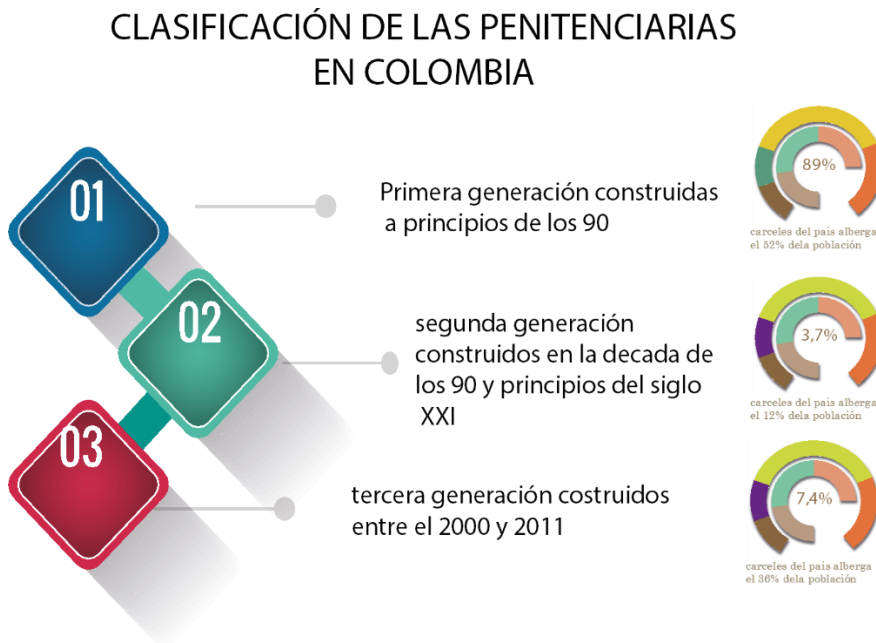 CLASIFICACIÓN DE LAS PENITENCIARIAS
EN COLOMBIA
01
Primera generación construidas
a principios de los 90
89%
carceles del pais alberga
el 52% dela población
02
segunda generación
construidos en la decada de
los 90 y principios del siglo
XXI
3,7%
carceles del pais alberga
el 12% dela población
03
tercera generación costruidos
entre el 2000 y 2011
7,4%
carceles del pais alberga
el 36% dela población